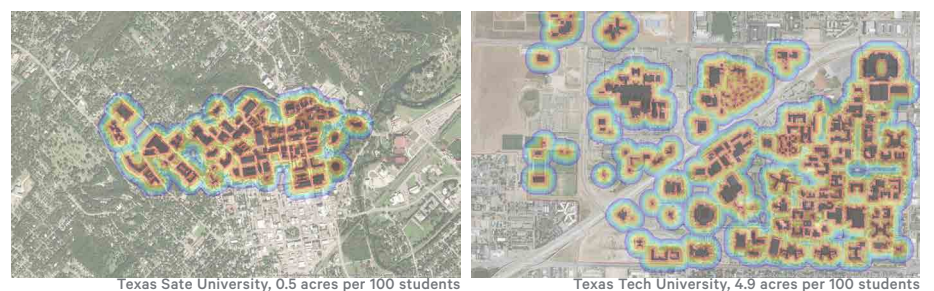 Texas Sate University, 0.5 acres per 100 students
Texas Tech University, 4.9 acres per 100 students